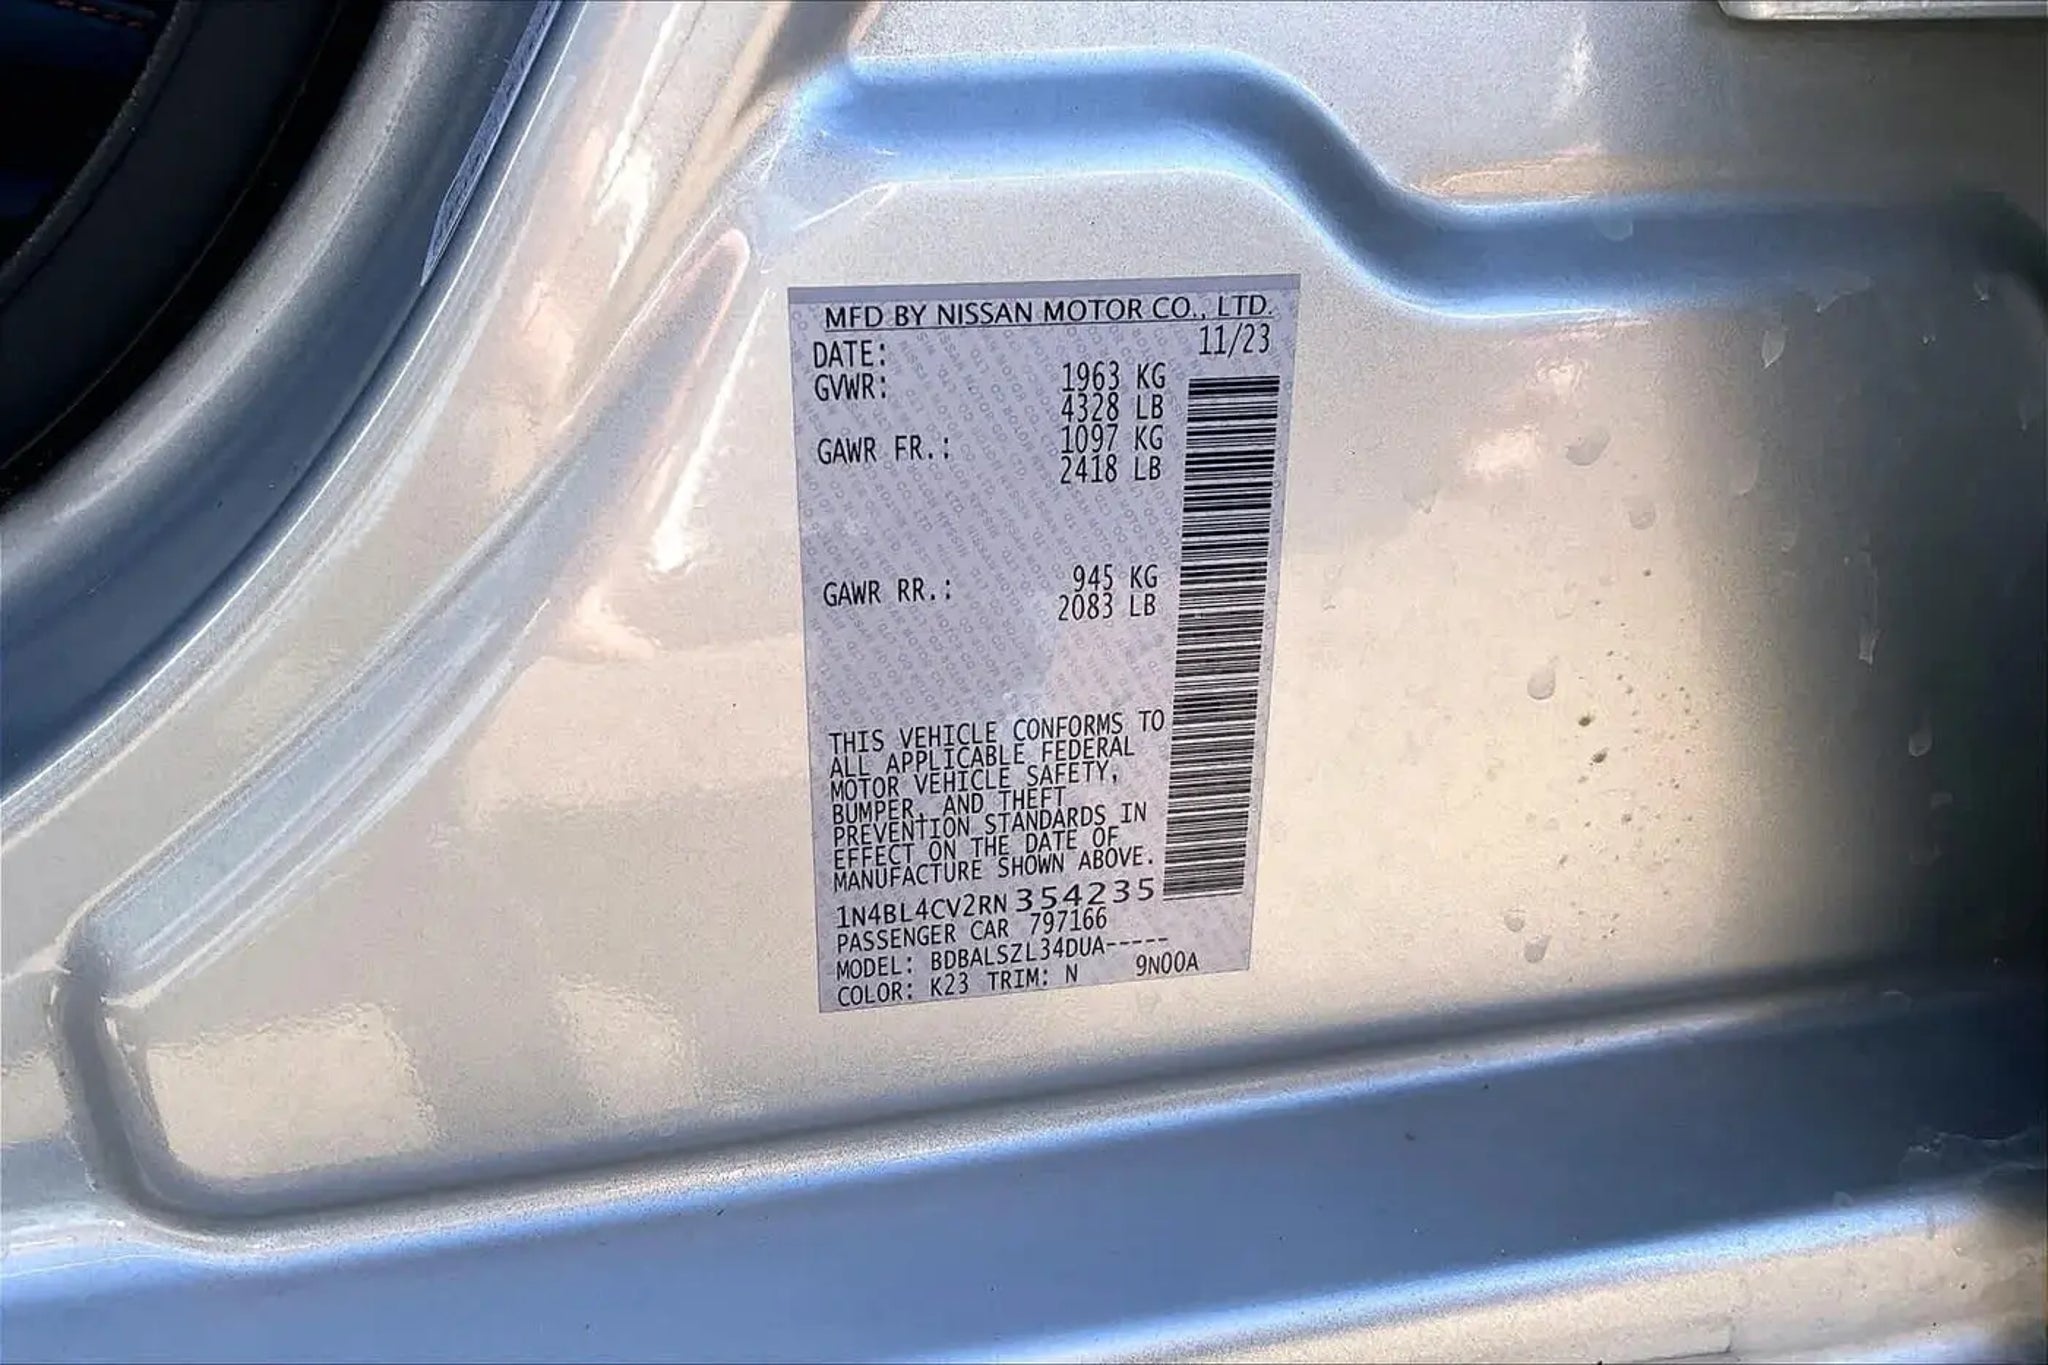 MFD BY NISSAN MOTOR CO., LTD.
DATE: 11/23
GVWR: 1963 KG
4328 LB
GAWR FR.: 1097 KG
2418 LB
GAWR RR.: 945 KG
2083 LB
THIS VEHICLE CONFORMS TO
ALL APPLICABLE FEDERAL
MOTOR VEHICLE SAFETY,
BUMPER, AND THEFT
PREVENTION STANDARDS IN
EFFECT ON THE DATE OF
MANUFACTURE SHOWN ABOVE.
1N4BL4CV2RN354235
PASSENGER CAR 797166
MODEL: BDBALSZL34DUA-----
COLOR: K23 TRIM: N 9N00A